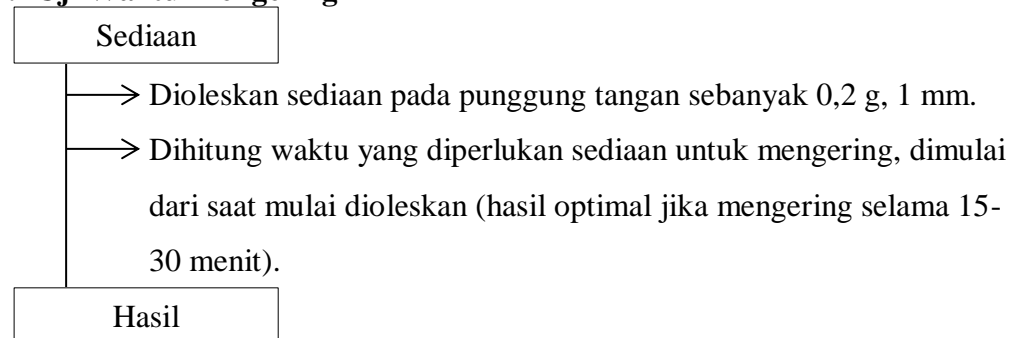 Sediaan
Dioleskan sediaan pada punggung tangan sebanyak 0,2 g, 1 mm.
Dihitung waktu yang diperlukan sediaan untuk mengering, dimulai
dari saat mulai dioleskan (hasil optimal jika mengering selama 15-
30 menit).
Hasil